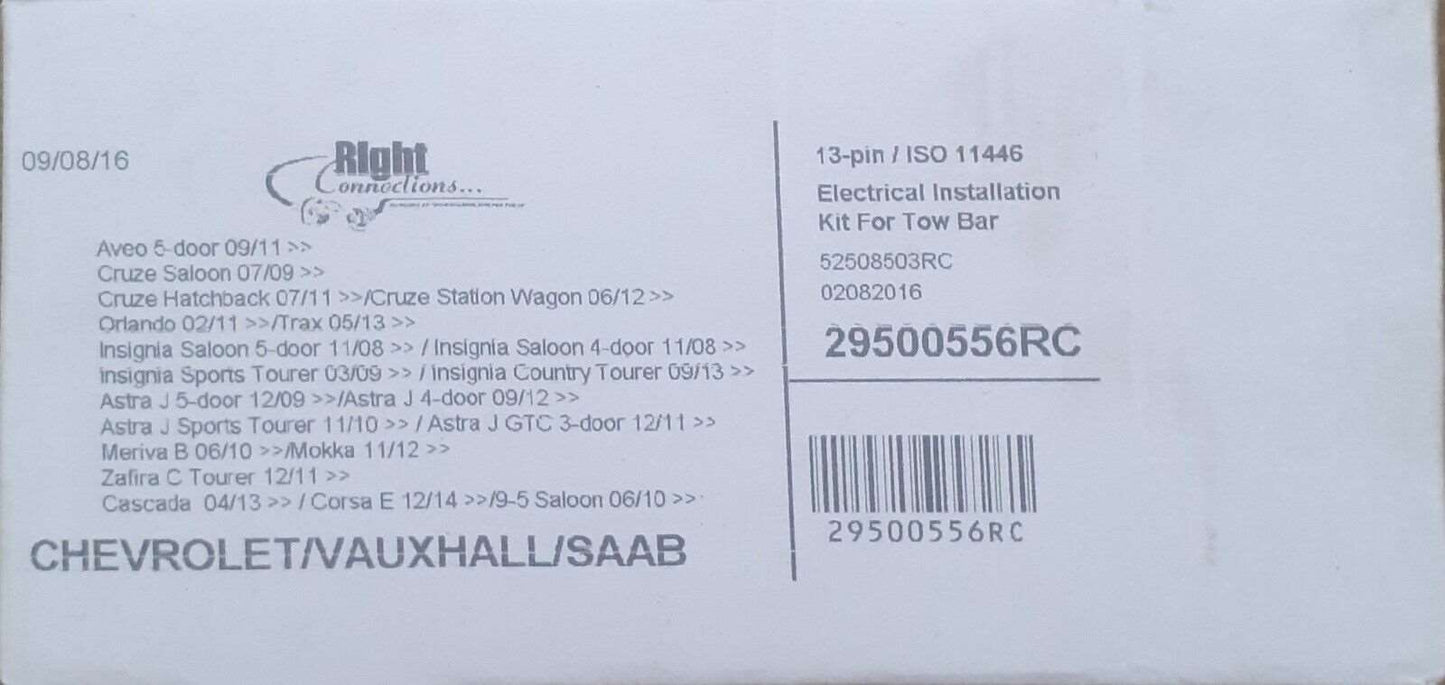 09/08/16
Right
Connections...
Aveo 5-door 09/11 >>
Cruze Saloon 07/09 >>
Cruze Hatchback 07/11 >>/Cruze Station Wagon 06/12 >>
Orlando 02/11 >>/Trax 05/13 >>
Insignia Saloon 5-door 11/08 >> / Insignia Saloon 4-door 11/08 >>
Insignia Sports Tourer 03/09 >> / Insignia Country Tourer 09/13 >>
Astra J 5-door 12/09 >>/Astra J 4-door 09/12 >>
Astra J Sports Tourer 11/10 >> / Astra J GTC 3-door 12/11 >>
Meriva B 06/10 >>/Mokka 11/12 >>
Zafira C Tourer 12/11 >>
Cascada 04/13 >> / Corsa E 12/14 >>/9-5 Saloon 06/10 >>
CHEVROLET/VAUXHALL/SAAB
13-pin / ISO 11446
Electrical Installation
Kit For Tow Bar
52508503RC
02082016
29500556RC
29500556RC